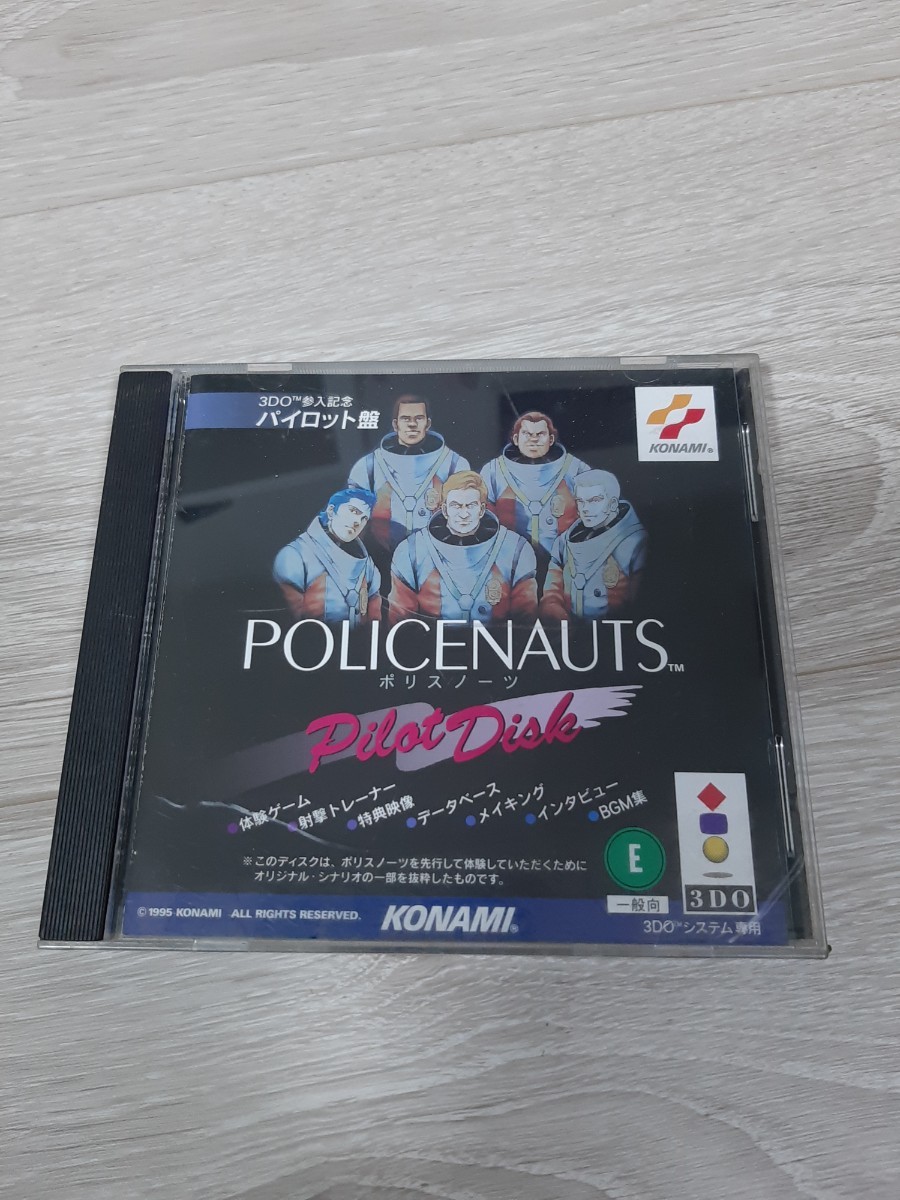 3DO™参入記念
パイロット盤
KONAMI®
POLICENAUTS™
ポリスノーツ
Pilot Disk
●体験ゲーム
●射撃トレーナー
●特典映像
●データベース
●メイキング
●インタビュー
●BGM集
※このディスクは、ポリスノーツを先行して体験していただくために
オリジナル・シナリオの一部を抜粋したものです。
E
一般向
3DO
©1995 KONAMI ALL RIGHTS RESERVED.
KONAMI®
3DO™システム専用